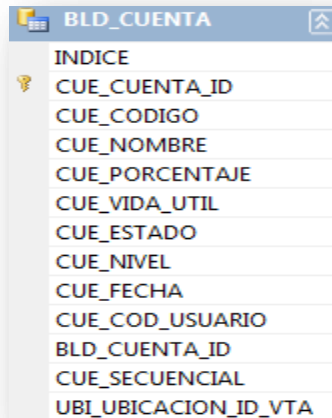 BLD_CUENTA
INDICE
CUE_CUENTA_ID
CUE_CODIGO
CUE_NOMBRE
CUE_PORCENTAJE
CUE_VIDA_UTIL
CUE_ESTADO
CUE_NIVEL
CUE_FECHA
CUE_COD_USUARIO
BLD_CUENTA_ID
CUE_SECUENCIAL
UBI_UBICACION_ID_VTA